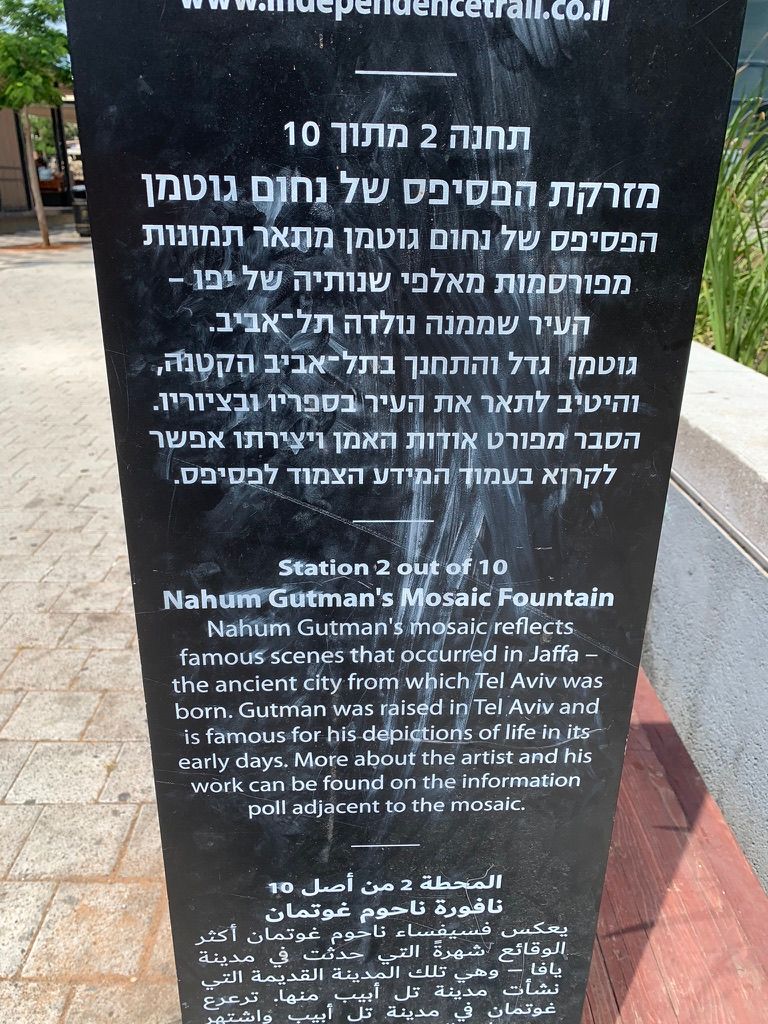 www.independencetrail.co.il
תחנה 2 מתוך 10
מזרקת הפסיפס של נחום גוטמן
הפסיפס של נחום גוטמן מתאר תמונות
מפורסמות מאלפי שנותיה של יפו –
העיר שממנה נולדה תל־אביב.
גוטמן גדל והתחנך בתל־אביב הקטנה,
והיטיב לתאר את העיר בספריו ובציוריו.
הסבר מפורט אודות האמן ויצירתו אפשר
לקרוא בעמוד המידע הצמוד לפסיפס.
Station 2 out of 10
Nahum Gutman's Mosaic Fountain
Nahum Gutman's mosaic reflects
famous scenes that occurred in Jaffa –
the ancient city from which Tel Aviv was
born. Gutman was raised in Tel Aviv and
is famous for his depictions of life in its
early days. More about the artist and his
work can be found on the information
poll adjacent to the mosaic.
المحطة 2 من أصل 10
نافورة ناحوم غوتمان
يعكس فسيفساء ناحوم غوتمان أكثر
الوقائع شهرةً التي حدثت في مدينة
يافا – وهي تلك المدينة القديمة التي
نشأت مدينة تل أبيب منها. ترعرع
غوتمان في مدينة تل أبيب واشتهر